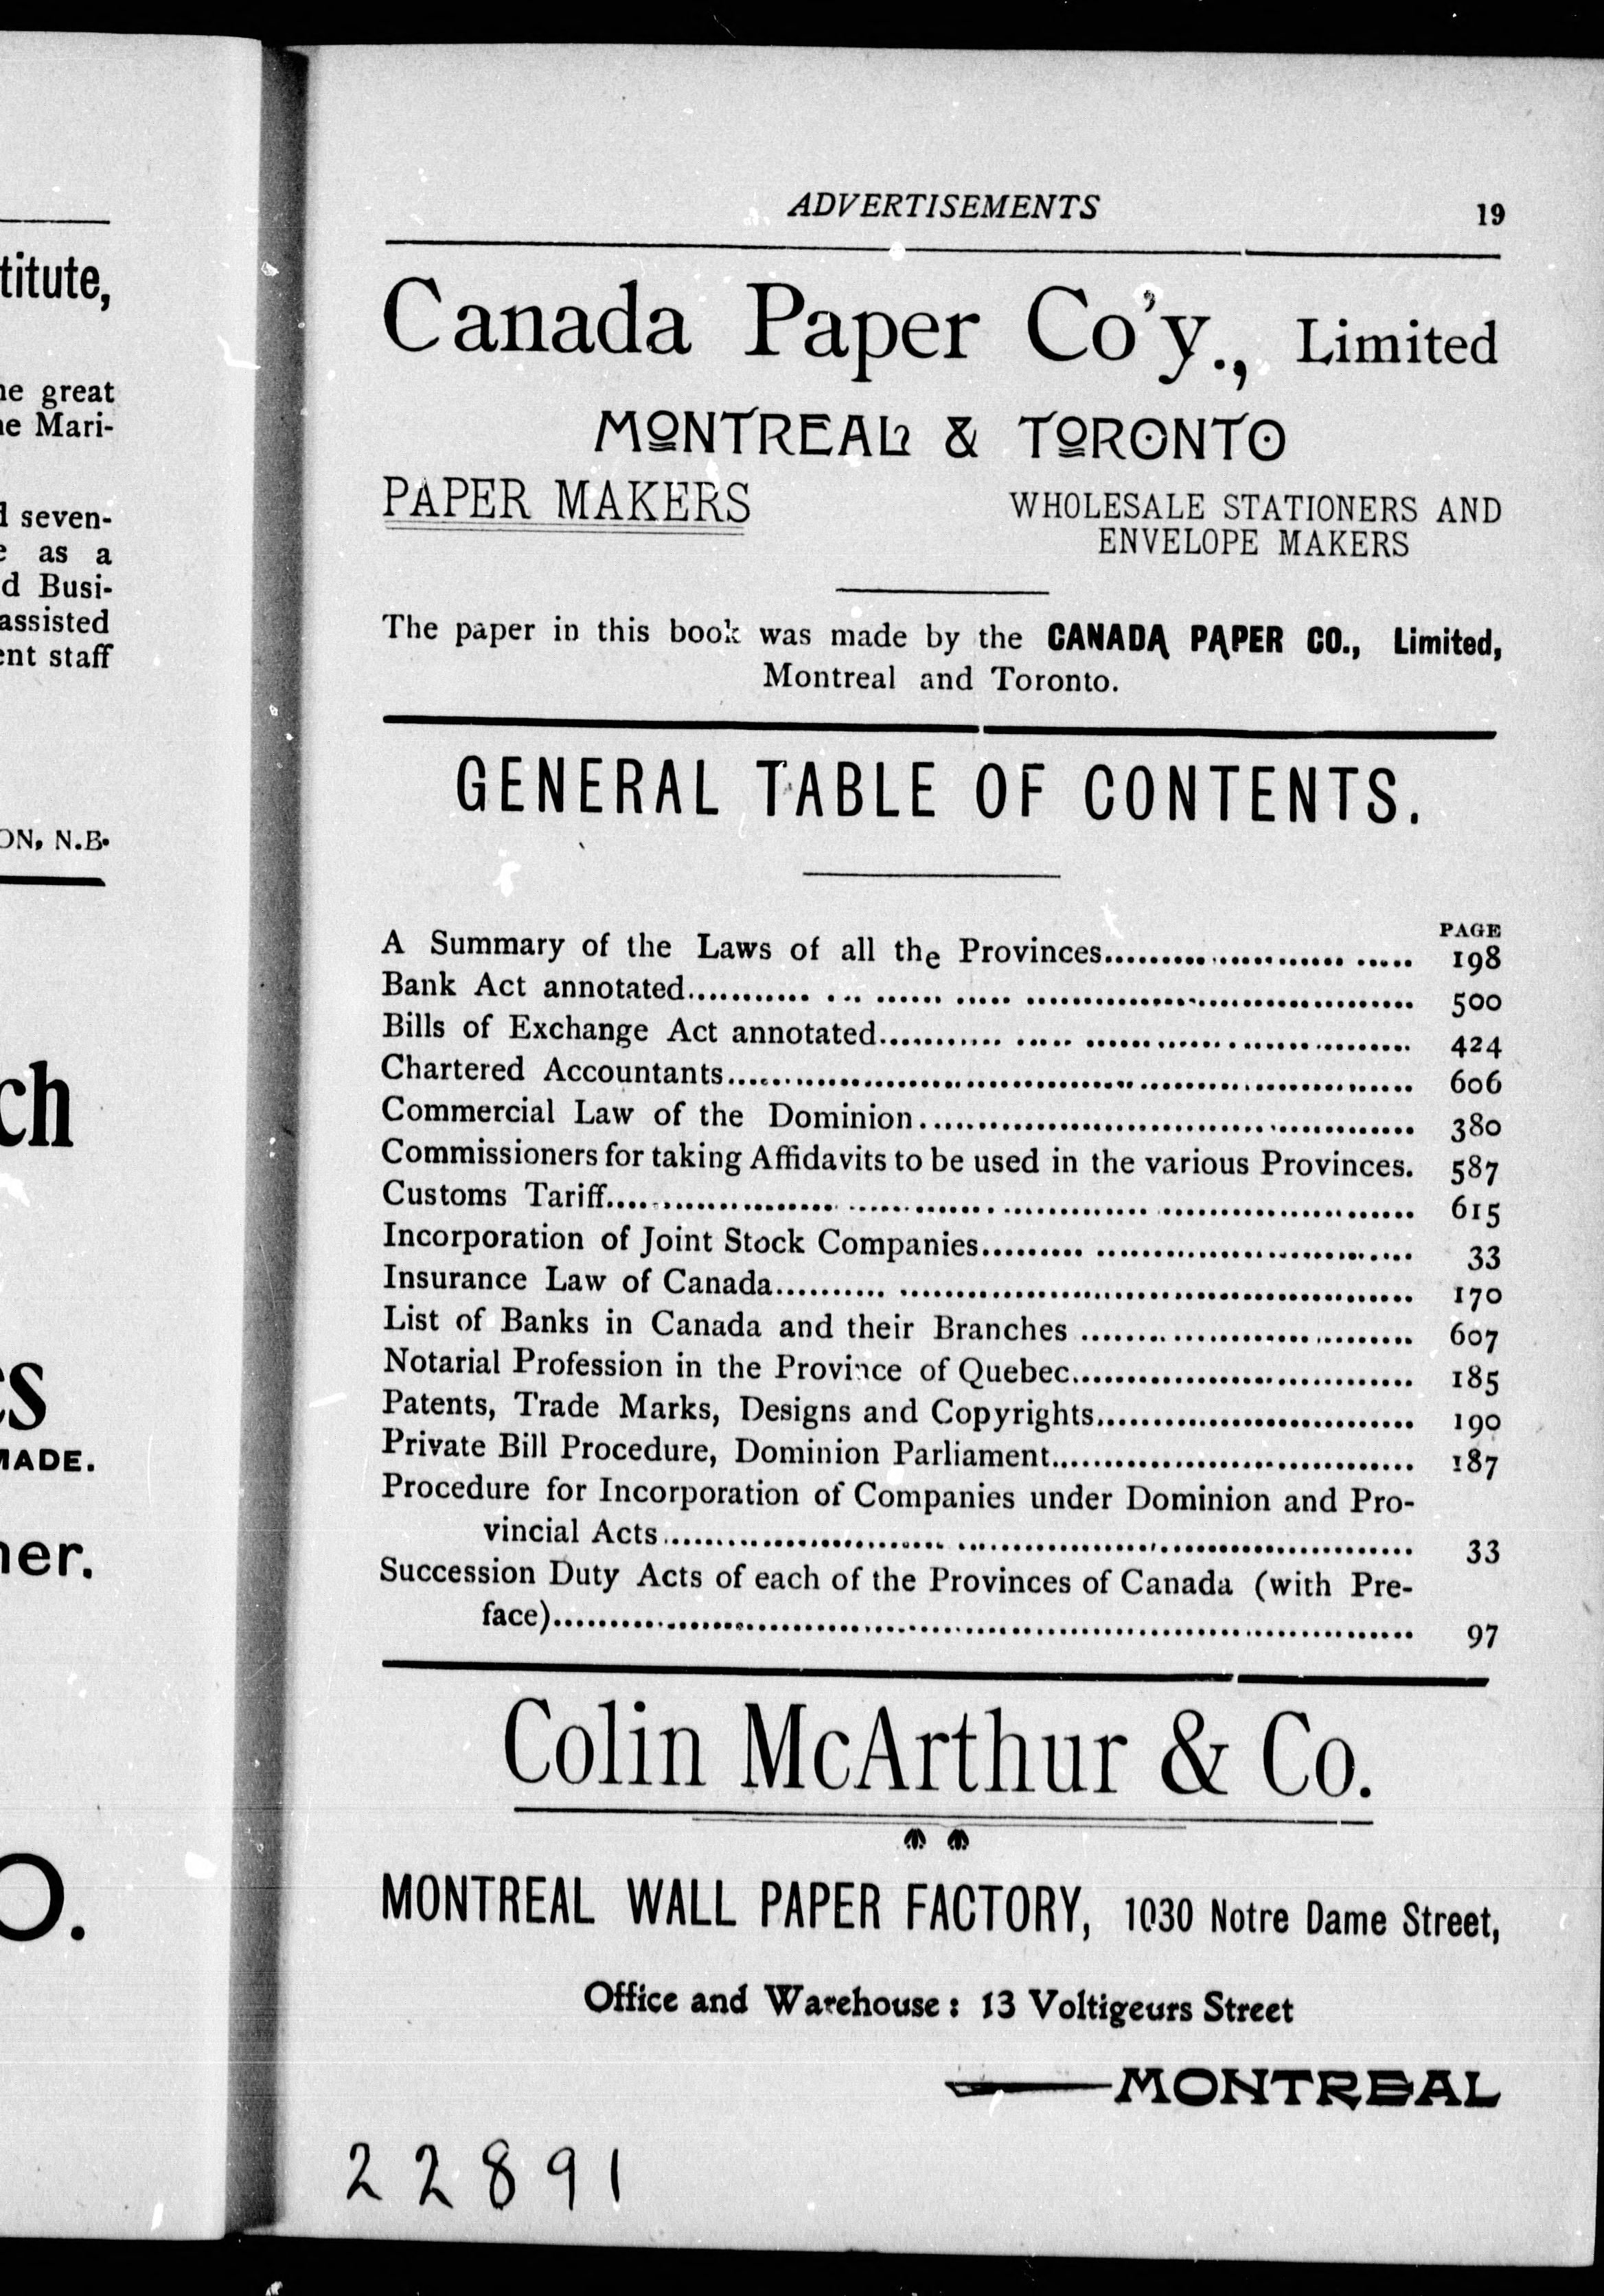 titute,
great
Mari-
seven-
as a
Busi-
assisted
staff
N.B.
ADVERTISEMENTS 19
Canada Paper Co'y., Limited
MONTREAL & TORONTO
PAPER MAKERS
WHOLESALE STATIONERS AND
ENVELOPE MAKERS
The paper in this book was made by the CANADA PAPER CO., Limited,
Montreal and Toronto.
GENERAL TABLE OF CONTENTS.
PAGE
A Summary of the Laws of all the Provinces.......... 198
Bank Act annotated.......... 500
Bills of Exchange Act annotated.......... 424
Chartered Accountants.......... 606
Commercial Law of the Dominion.......... 380
Commissioners for taking Affidavits to be used in the various Provinces. 587
Customs Tariff.......... 615
Incorporation of Joint Stock Companies.......... 33
Insurance Law of Canada.......... 170
List of Banks in Canada and their Branches .......... 607
Notarial Profession in the Province of Quebec.......... 185
Patents, Trade Marks, Designs and Copyrights.......... 190
Private Bill Procedure, Dominion Parliament.......... 187
Procedure for Incorporation of Companies under Dominion and Pro-
vincial Acts.......... 33
Succession Duty Acts of each of the Provinces of Canada (with Pre-
face).......... 97
Colin McArthur & Co.
MONTREAL WALL PAPER FACTORY, 1030 Notre Dame Street,
Office and Warehouse: 13 Voltigeurs Street
MONTREAL
22891